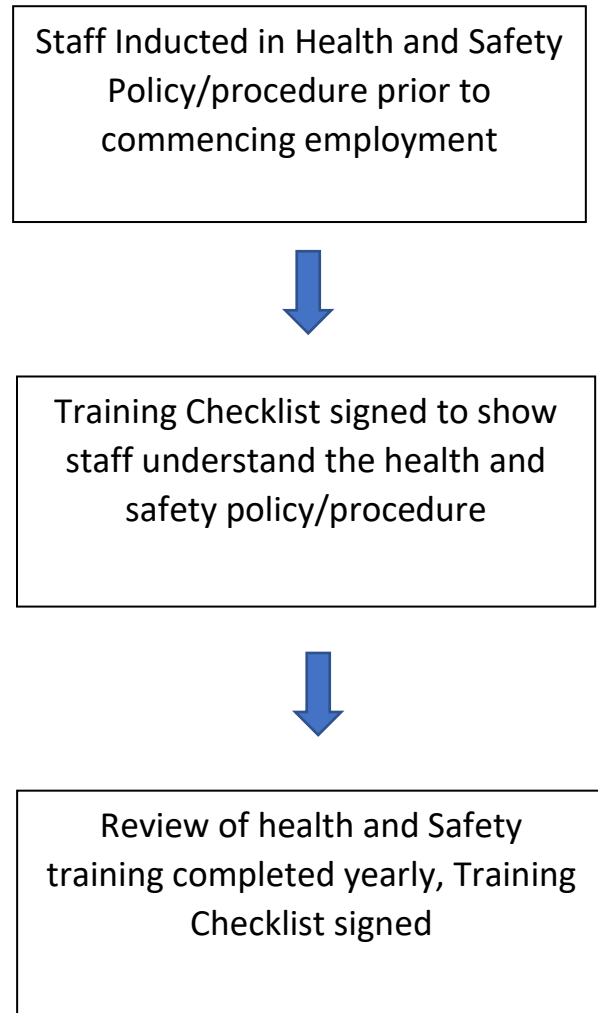 Staff Inducted in Health and Safety
Policy/procedure prior to
commencing employment
Training Checklist signed to show
staff understand the health and
safety policy/procedure
Review of health and Safety
training completed yearly, Training
Checklist signed